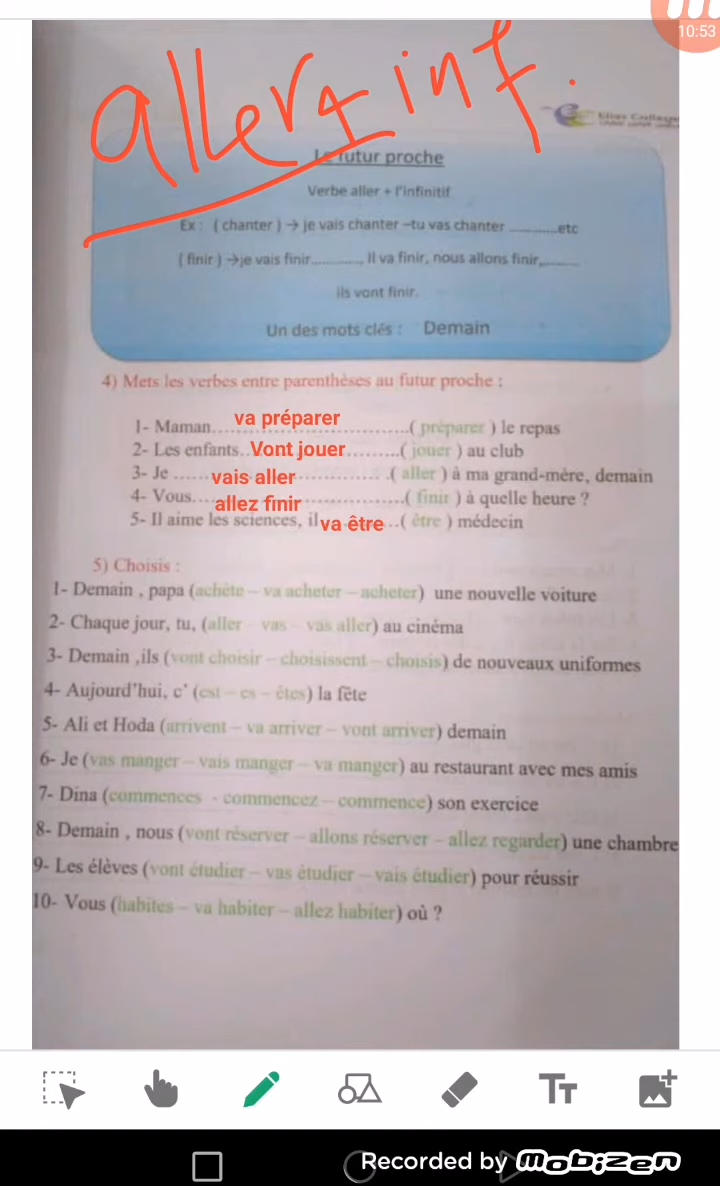 10:53
aller + inf.
Elias Collège
Le futur proche
Verbe aller + l'infinitif
Ex : ( chanter ) → je vais chanter –tu vas chanter ............etc
( finir ) →je vais finir............, Il va finir, nous allons finir,.........
ils vont finir.
Un des mots clés : Demain
4) Mets les verbes entre parenthèses au futur proche :
1- Maman... va préparer ...( préparer ) le repas
2- Les enfants..Vont jouer........( jouer ) au club
3- Je ...... vais aller ... .( aller ) à ma grand-mère, demain
4- Vous.... allez finir ...( finir ) à quelle heure ?
5- Il aime les sciences, il va être ..( être ) médecin
5) Choisis :
1- Demain , papa (achète – va acheter – acheter) une nouvelle voiture
2- Chaque jour, tu, (aller – vas – vas aller) au cinéma
3- Demain ,ils (vont choisir – choisissent – choisis) de nouveaux uniformes
4- Aujourd'hui, c' (est – es – êtes) la fête
5- Ali et Hoda (arrivent – va arriver – vont arriver) demain
6- Je (vas manger – vais manger – va manger) au restaurant avec mes amis
7- Dina (commences - commencez – commence) son exercice
8- Demain , nous (vont réserver – allons réserver – allez regarder) une chambre
9- Les élèves (vont étudier – vas étudier – vais étudier) pour réussir
10- Vous (habites – va habiter – allez habiter) où ?
TT
Recorded by mobizen